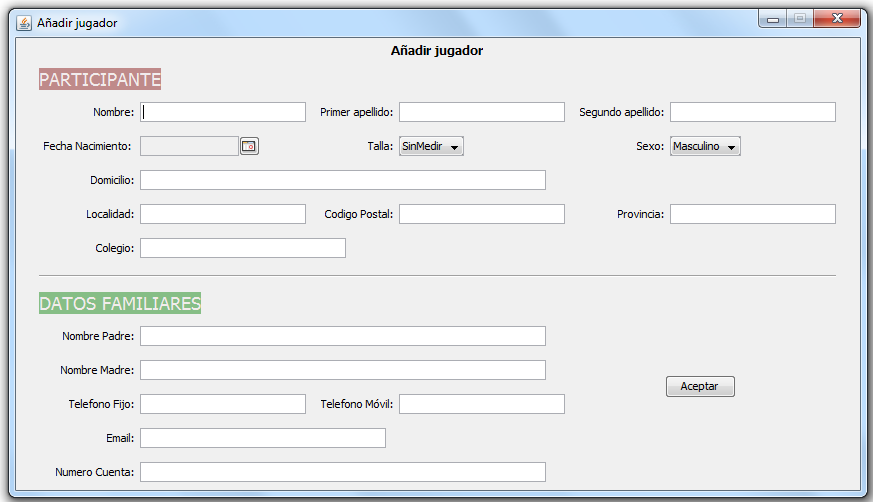 Añadir jugador
Añadir jugador
PARTICIPANTE
Nombre: Primer apellido: Segundo apellido:
Fecha Nacimiento: Talla: SinMedir Sexo: Masculino
Domicilio:
Localidad: Codigo Postal: Provincia:
Colegio:
DATOS FAMILIARES
Nombre Padre:
Nombre Madre:
Aceptar
Telefono Fijo: Telefono Móvil:
Email:
Numero Cuenta: